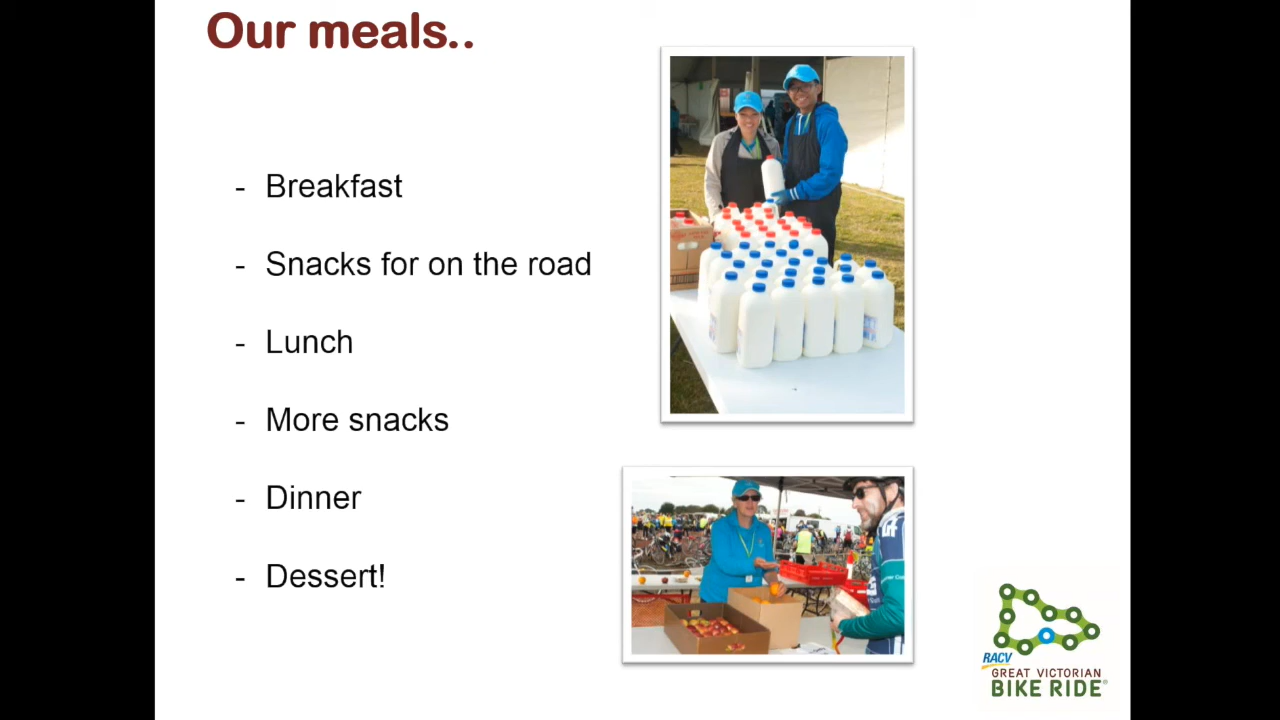 Our meals..
- Breakfast
- Snacks for on the road
- Lunch
- More snacks
- Dinner
- Dessert!
RACV
GREAT VICTORIAN
BIKE RIDE®